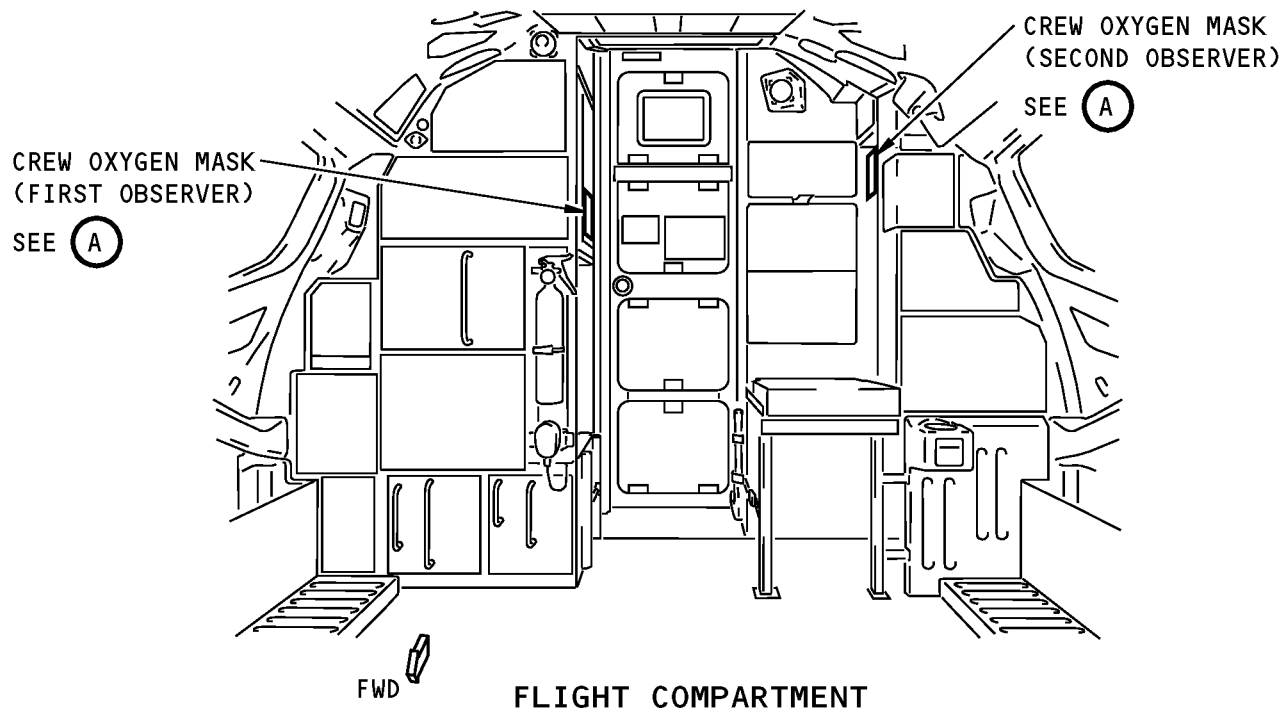 CREW OXYGEN MASK
(SECOND OBSERVER)
SEE A
CREW OXYGEN MASK
(FIRST OBSERVER)
SEE A
FWD
FLIGHT COMPARTMENT